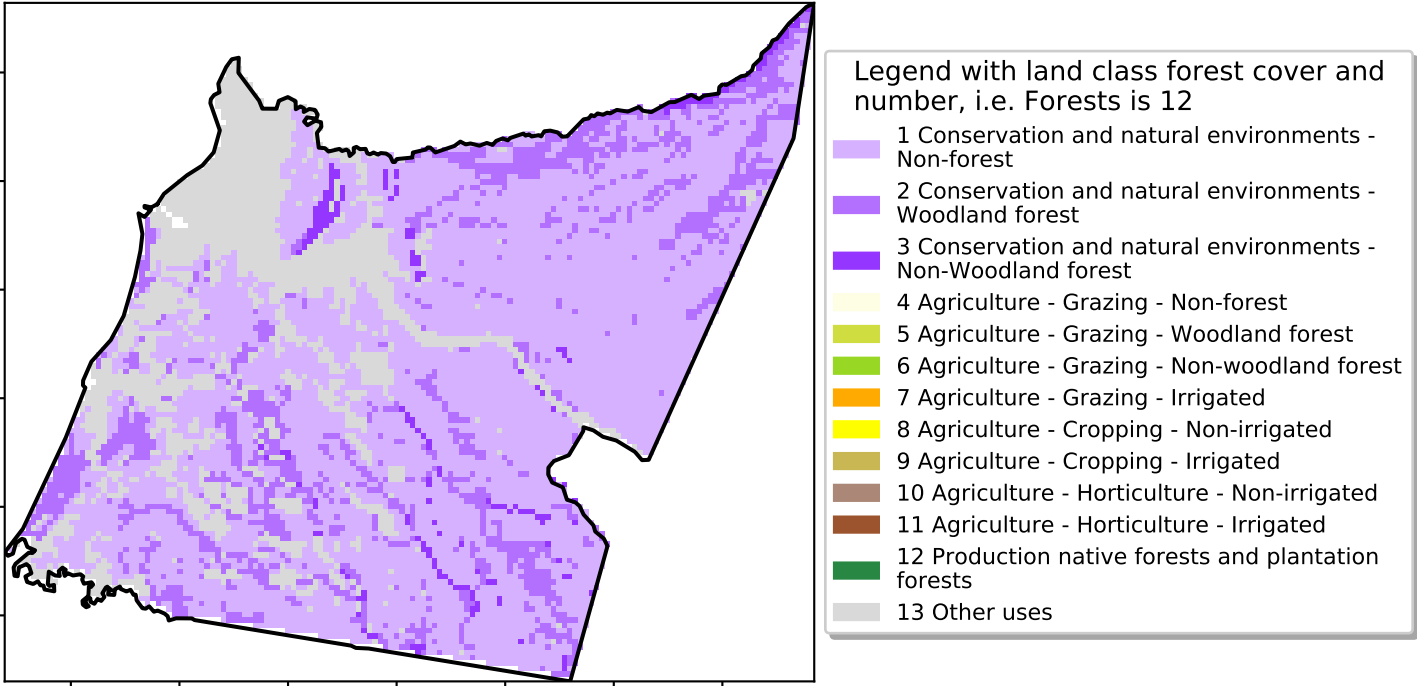 Legend with land class forest cover and
number, i.e. Forests is 12
1 Conservation and natural environments -
Non-forest
2 Conservation and natural environments -
Woodland forest
3 Conservation and natural environments -
Non-Woodland forest
4 Agriculture - Grazing - Non-forest
5 Agriculture - Grazing - Woodland forest
6 Agriculture - Grazing - Non-woodland forest
7 Agriculture - Grazing - Irrigated
8 Agriculture - Cropping - Non-irrigated
9 Agriculture - Cropping - Irrigated
10 Agriculture - Horticulture - Non-irrigated
11 Agriculture - Horticulture - Irrigated
12 Production native forests and plantation
forests
13 Other uses